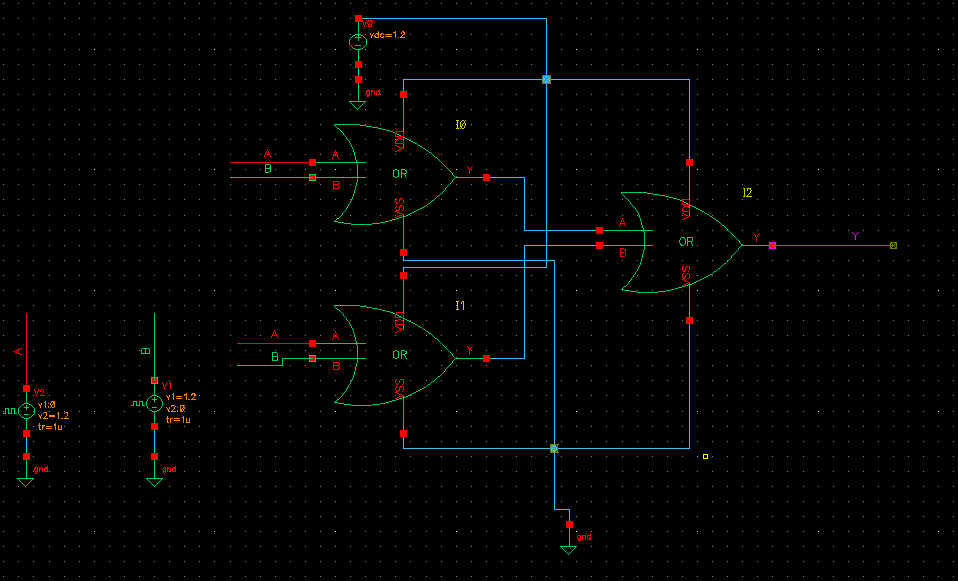 V0
vdc=1.2
gnd
I0
VDD
A
B
A
B
OR
Y
VSS
I2
VDD
A
B
OR
Y
Y
VSS
I1
VDD
A
B
A
B
OR
Y
VSS
A
V2
v1:0
v2=1.2
tr=1u
gnd
B
V1
v1=1.2
v2:0
tr=1u
gnd
gnd